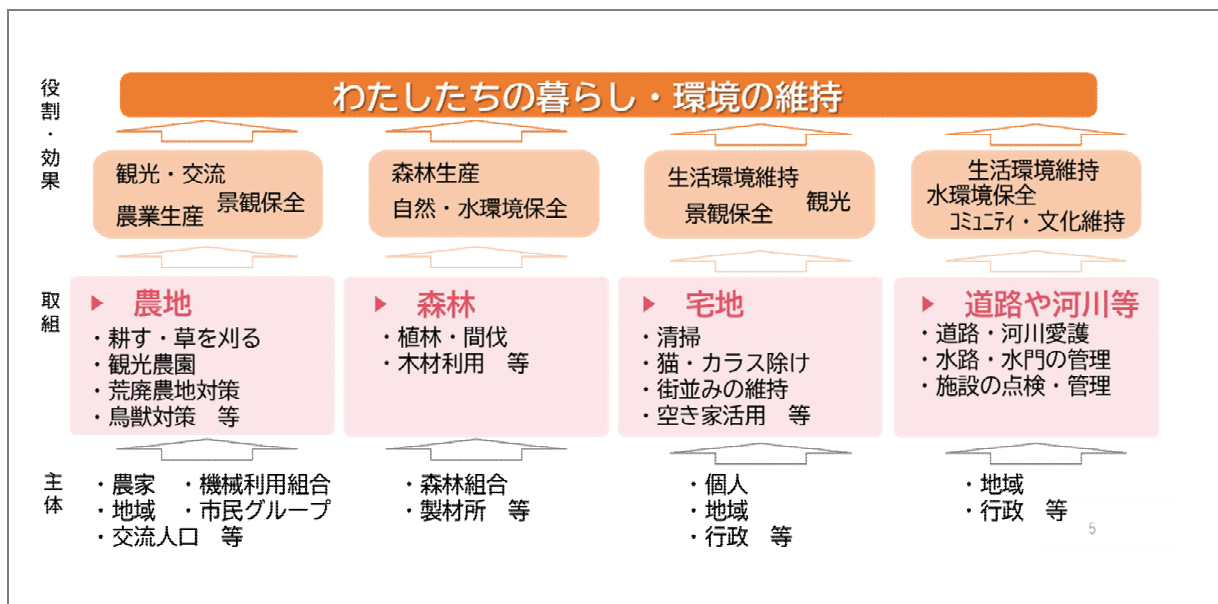 役割・効果
わたしたちの暮らし・環境の維持
観光・交流
農業生産 景観保全
森林生産
自然・水環境保全
生活環境維持
景観保全 観光
生活環境維持
水環境保全
コミュニティ・文化維持
取組
▶ 農地
・耕す・草を刈る
・観光農園
・荒廃農地対策
・鳥獣対策 等
▶ 森林
・植林・間伐
・木材利用 等
▶ 宅地
・清掃
・猫・カラス除け
・街並みの維持
・空き家活用 等
▶ 道路や河川等
・道路・河川愛護
・水路・水門の管理
・施設の点検・管理
主体
・農家 ・機械利用組合
・地域 ・市民グループ
・交流人口 等
・森林組合
・製材所 等
・個人
・地域
・行政 等
・地域
・行政 等
5